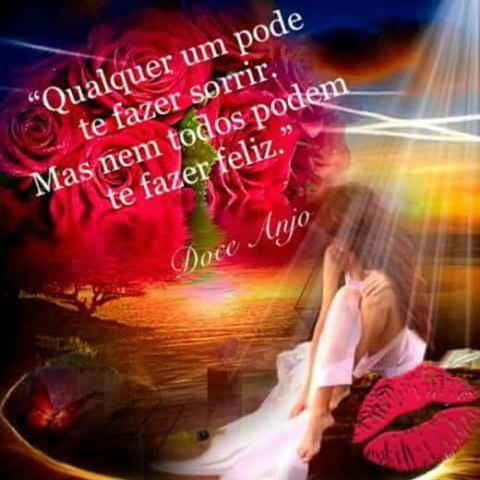 “Qualquer um pode
te fazer sorrir.
Mas nem todos podem
te fazer feliz.”
Doce Anjo